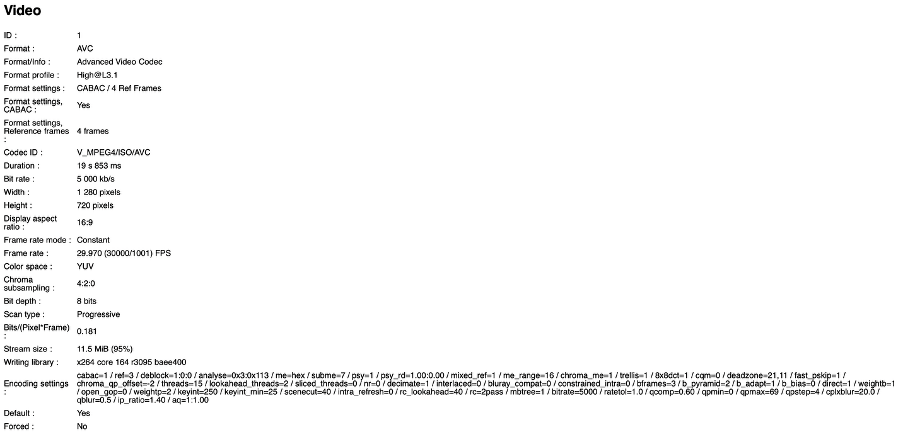 Video
ID : 1
Format : AVC
Format/Info : Advanced Video Codec
Format profile : High@L3.1
Format settings : CABAC / 4 Ref Frames
Format settings, CABAC : Yes
Format settings, Reference frames : 4 frames
Codec ID : V_MPEG4/ISO/AVC
Duration : 19 s 853 ms
Bit rate : 5 000 kb/s
Width : 1 280 pixels
Height : 720 pixels
Display aspect ratio : 16:9
Frame rate mode : Constant
Frame rate : 29.970 (30000/1001) FPS
Color space : YUV
Chroma subsampling : 4:2:0
Bit depth : 8 bits
Scan type : Progressive
Bits/(Pixel*Frame) : 0.181
Stream size : 11.5 MiB (95%)
Writing library : x264 core 164 r3095 baee400
Encoding settings : cabac=1 / ref=3 / deblock=1:0:0 / analyse=0x3:0x113 / me=hex / subme=7 / psy=1 / psy_rd=1.00:0.00 / mixed_ref=1 / me_range=16 / chroma_me=1 / trellis=1 / 8x8dct=1 / cqm=0 / deadzone=21,11 / fast_pskip=1 /
chroma_qp_offset=-2 / threads=15 / lookahead_threads=2 / sliced_threads=0 / nr=0 / decimate=1 / interlaced=0 / bluray_compat=0 / constrained_intra=0 / bframes=3 / b_pyramid=2 / b_adapt=1 / b_bias=0 / direct=1 / weightb=1
/ open_gop=0 / weightp=2 / keyint=250 / keyint_min=25 / scenecut=40 / intra_refresh=0 / rc_lookahead=40 / rc=2pass / mbtree=1 / bitrate=5000 / ratetol=1.0 / qcomp=0.60 / qpmin=0 / qpmax=69 / qpstep=4 / cplxblur=20.0 /
qblur=0.5 / ip_ratio=1.40 / aq=1:1.00
Default : Yes
Forced : No